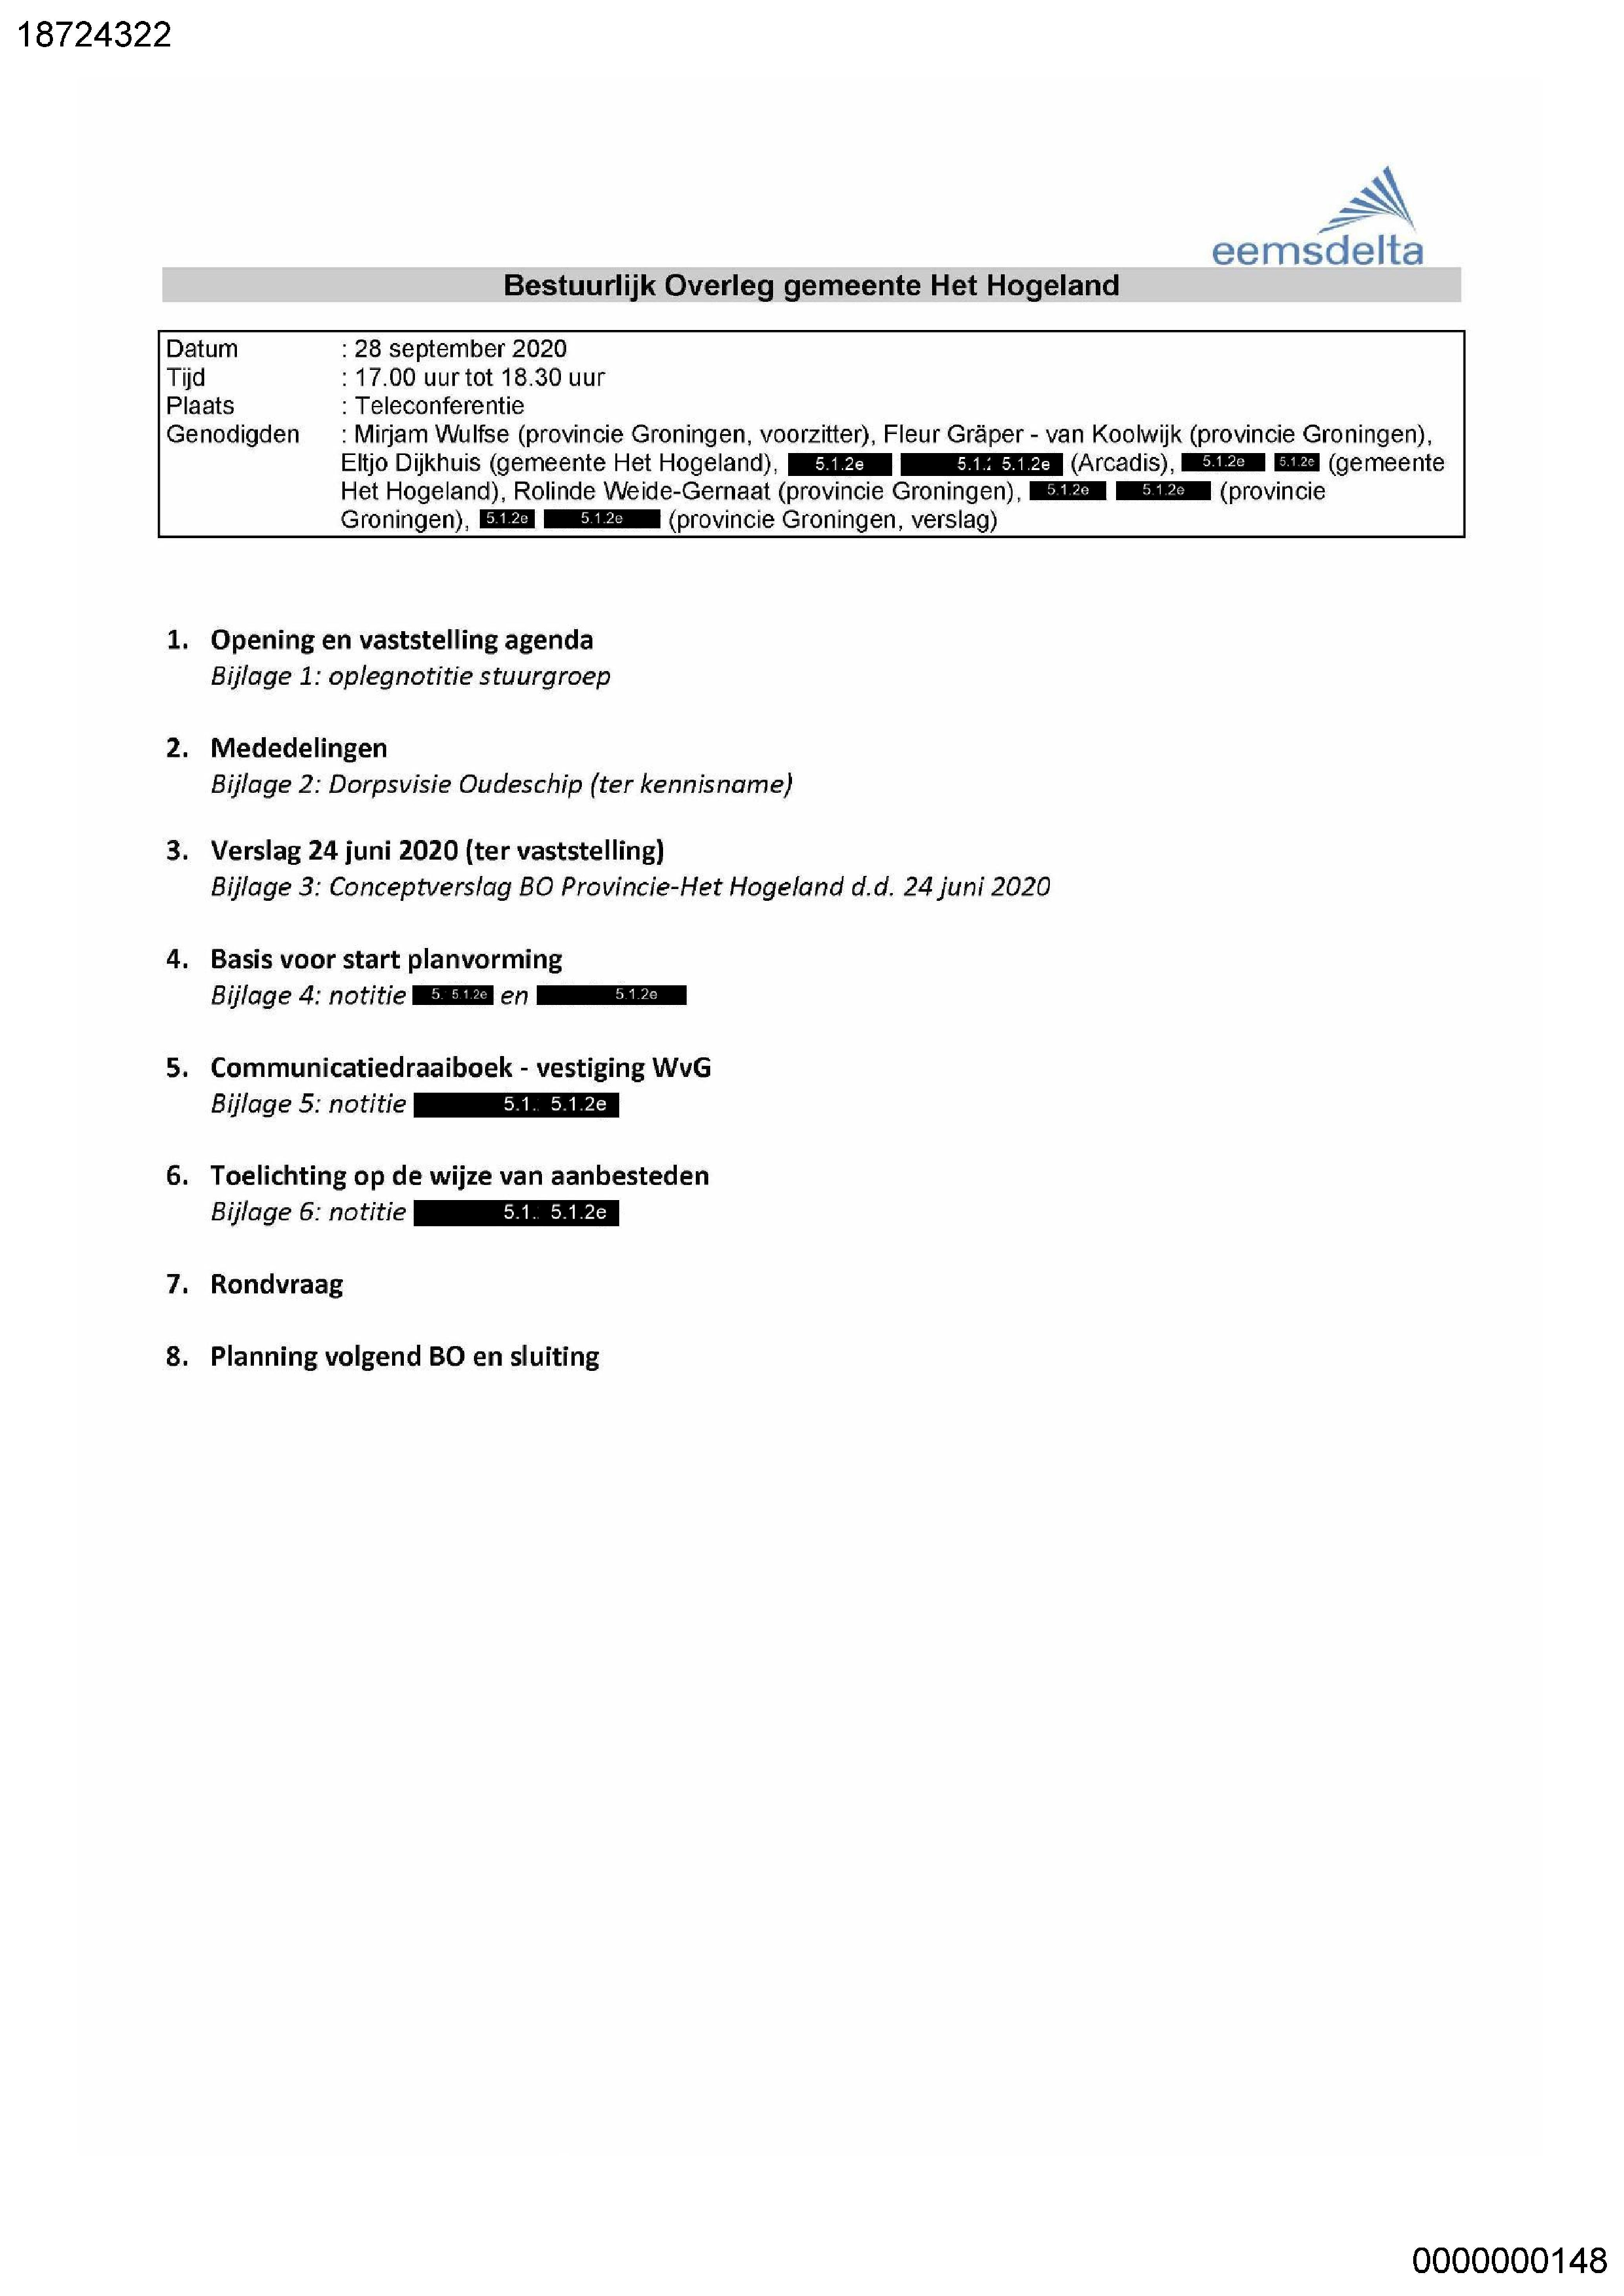 18724322
eemsdelta
Bestuurlijk Overleg gemeente Het Hogeland
Datum : 28 september 2020
Tijd : 17.00 uur tot 18.30 uur
Plaats : Teleconferentie
Genodigden : Mirjam Wulfse (provincie Groningen, voorzitter), Fleur Gräper - van Koolwijk (provincie Groningen),
Eltjo Dijkhuis (gemeente Het Hogeland), 5.1.2e 5.1.2 5.1.2e (Arcadis), 5.1.2e 5.1.2e (gemeente
Het Hogeland), Rolinde Weide-Gernaat (provincie Groningen), 5.1.2e 5.1.2e (provincie
Groningen), 5.1.2e 5.1.2e (provincie Groningen, verslag)
1. Opening en vaststelling agenda
Bijlage 1: oplegnotitie stuurgroep
2. Mededelingen
Bijlage 2: Dorpsvisie Oudeschip (ter kennisname)
3. Verslag 24 juni 2020 (ter vaststelling)
Bijlage 3: Conceptverslag BO Provincie-Het Hogeland d.d. 24 juni 2020
4. Basis voor start planvorming
Bijlage 4: notitie 5. 5.1.2e en 5.1.2e
5. Communicatiedraaiboek - vestiging WvG
Bijlage 5: notitie 5.1. 5.1.2e
6. Toelichting op de wijze van aanbesteden
Bijlage 6: notitie 5.1. 5.1.2e
7. Rondvraag
8. Planning volgend BO en sluiting
0000000148